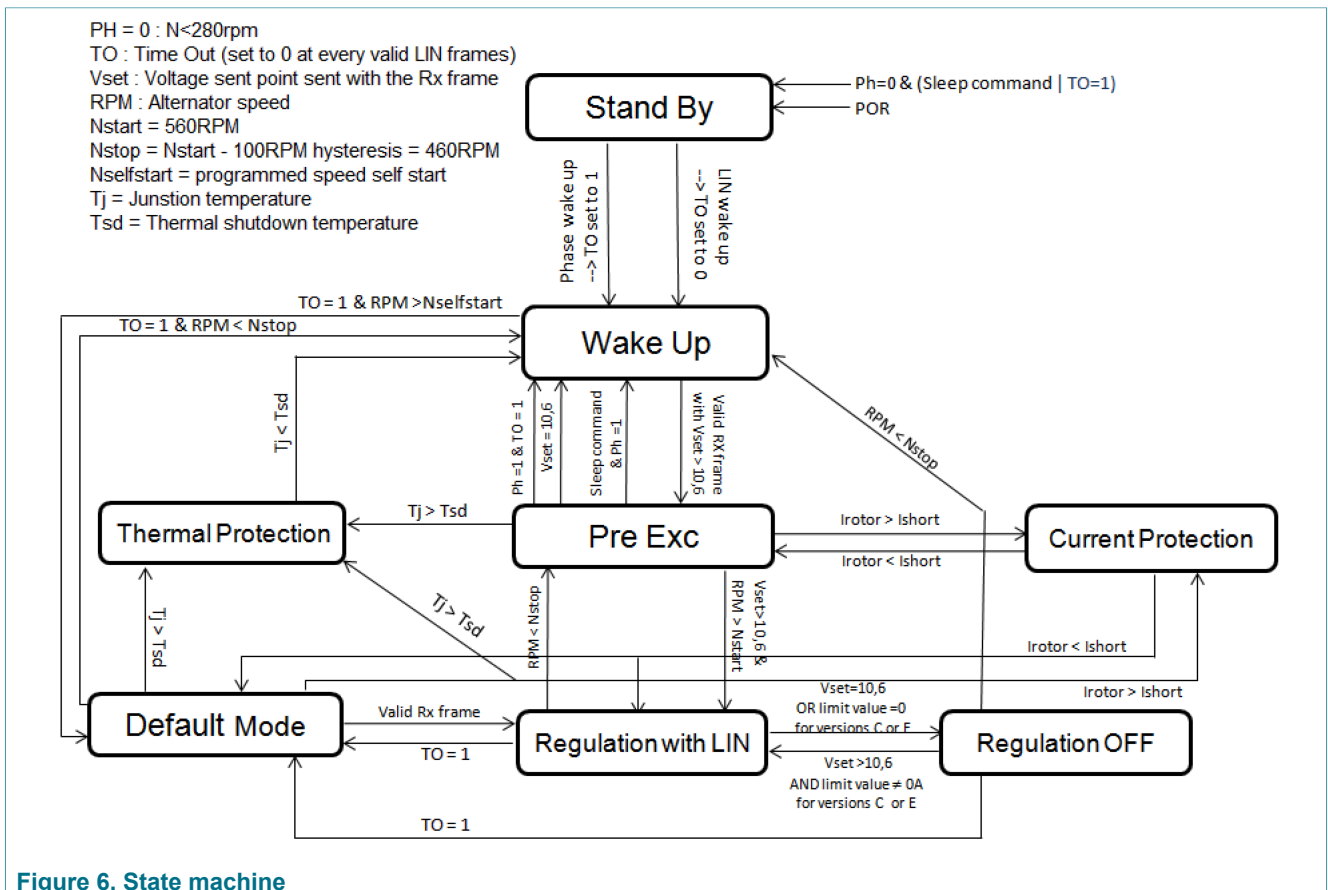 PH = 0 : N<280rpm
TO : Time Out (set to 0 at every valid LIN frames)
Vset : Voltage sent point sent with the Rx frame
RPM : Alternator speed
Nstart = 560RPM
Nstop = Nstart - 100RPM hysteresis = 460RPM
Nselfstart = programmed speed self start
Tj = Junstion temperature
Tsd = Thermal shutdown temperature
Stand By
Ph=0 & (Sleep command | TO=1)
POR
Phase wake up
--> TO set to 1
LIN wake up
--> TO set to 0
TO = 1 & RPM >Nselfstart
TO = 1 & RPM < Nstop
Wake Up
Tj < Tsd
Ph =1 & TO = 1
Vset = 10,6
Sleep command
& Ph =1
Valid RX frame
with Vset > 10,6
RPM < Nstop
Thermal Protection
Tj > Tsd
Pre Exc
Irotor > Ishort
Irotor < Ishort
Current Protection
Tj > Tsd
Tj > Tsd
RPM < Nstop
Vset>10,6 &
RPM > Nstart
Irotor < Ishort
Irotor > Ishort
Default Mode
Valid Rx frame
TO = 1
Regulation with LIN
Vset=10,6
OR limit value =0
for versions C or E
Vset >10,6
AND limit value ≠ 0A
for versions C or E
Regulation OFF
TO = 1
Figure 6. State machine